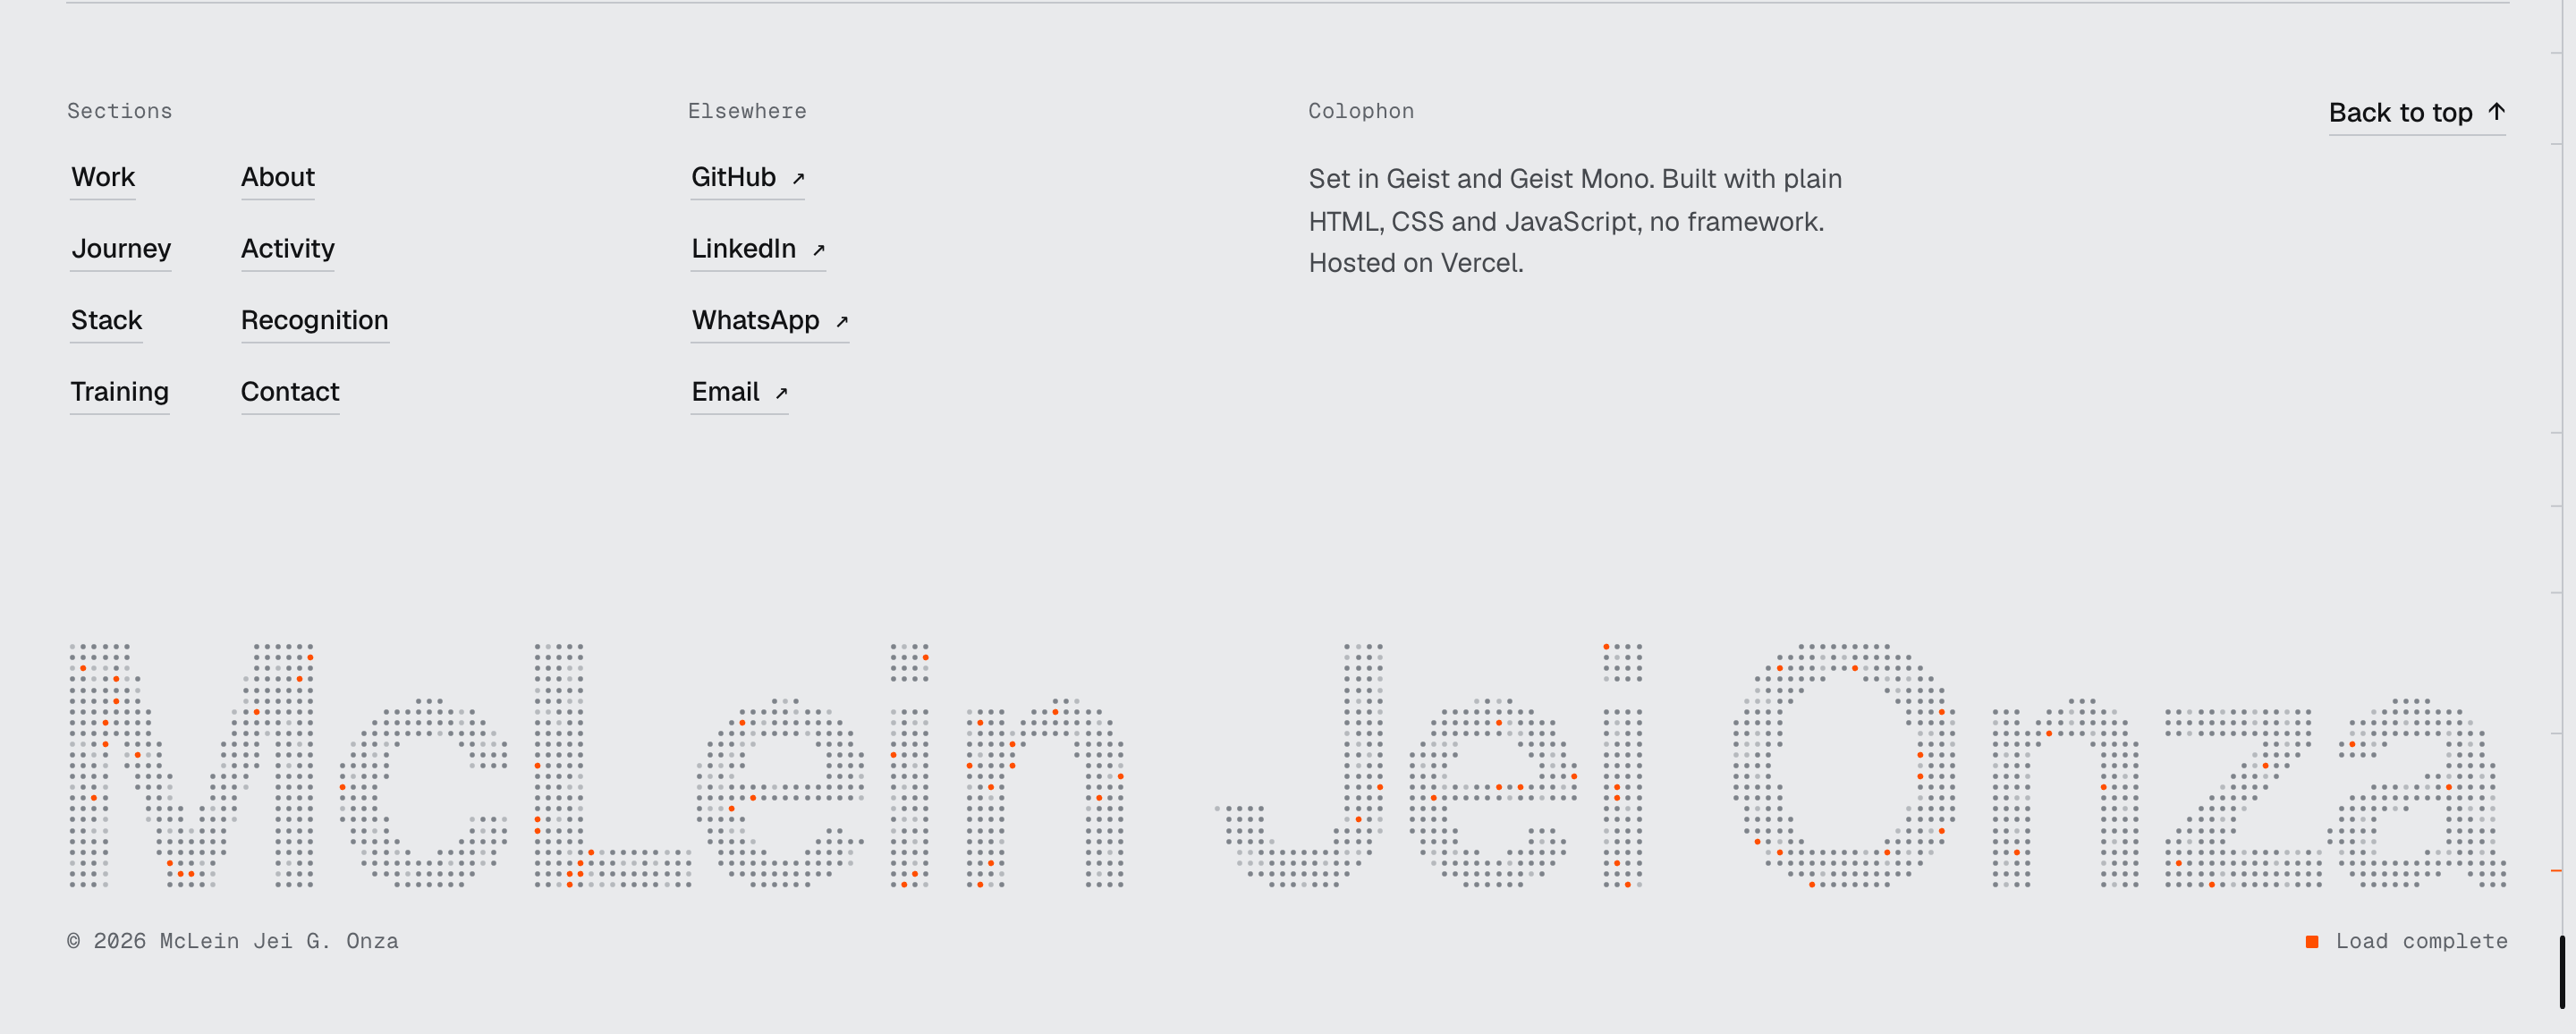 Sections
Work
About
Journey
Activity
Stack
Recognition
Training
Contact
Elsewhere
GitHub ↗
LinkedIn ↗
WhatsApp ↗
Email ↗
Colophon
Set in Geist and Geist Mono. Built with plain
HTML, CSS and JavaScript, no framework.
Hosted on Vercel.
Back to top ↑
McLein Jei Onza
© 2026 McLein Jei G. Onza
Load complete